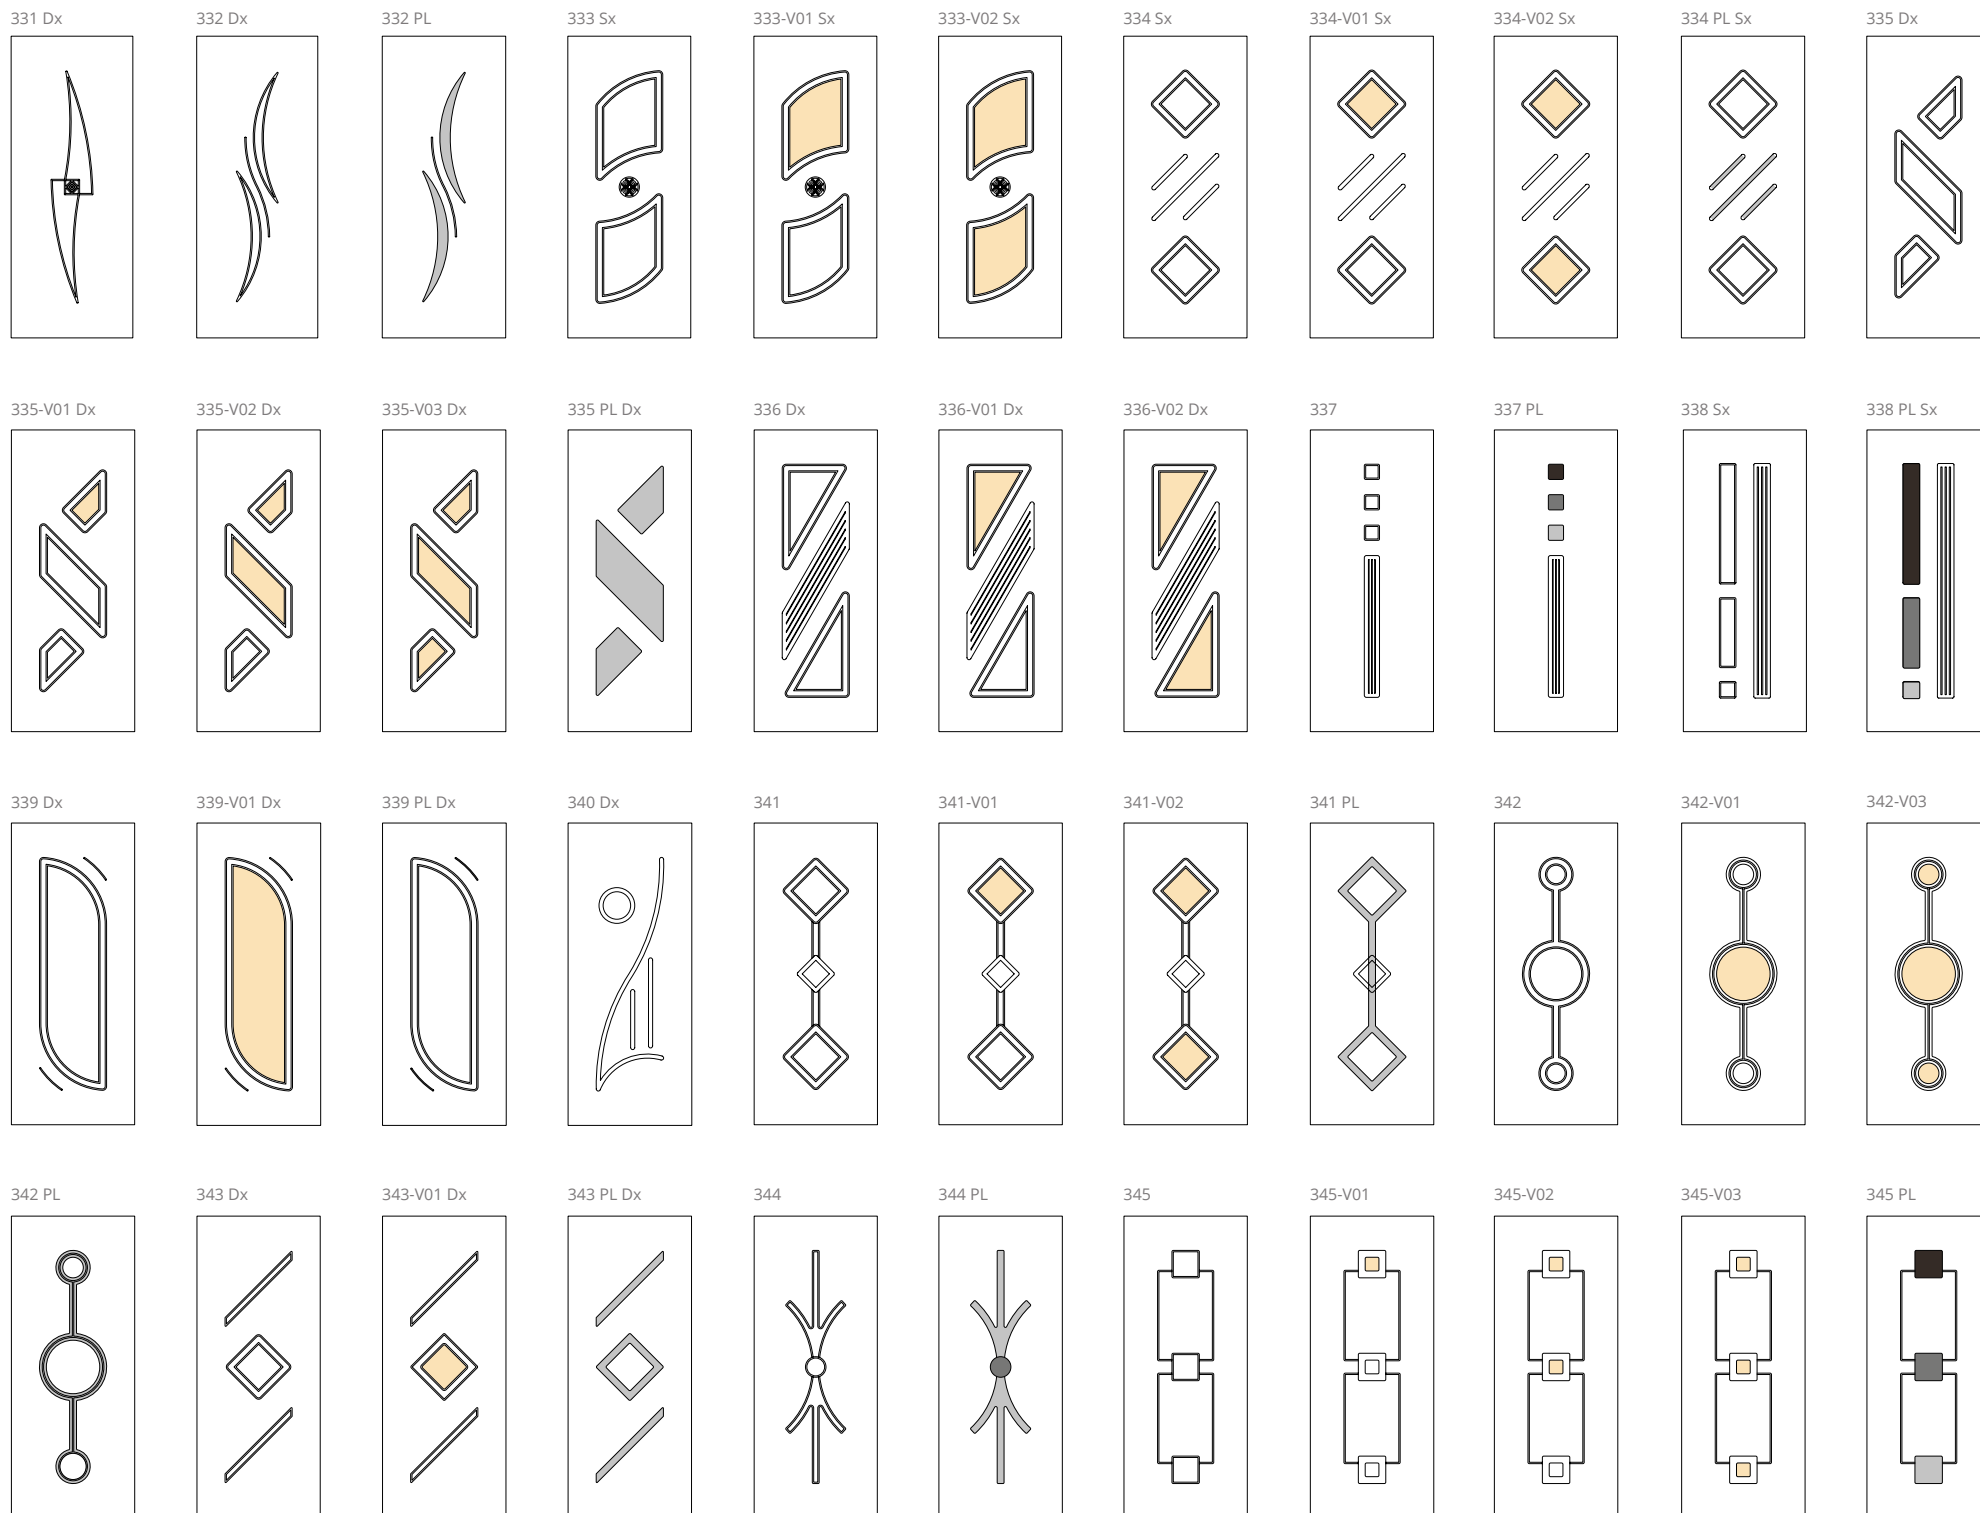 331 Dx
332 Dx
332 PL
333 Sx
333-V01 Sx
333-V02 Sx
334 Sx
334-V01 Sx
334-V02 Sx
334 PL Sx
335 Dx
335-V01 Dx
335-V02 Dx
335-V03 Dx
335 PL Dx
336 Dx
336-V01 Dx
336-V02 Dx
337
337 PL
338 Sx
338 PL Sx
339 Dx
339-V01 Dx
339 PL Dx
340 Dx
341
341-V01
341-V02
341 PL
342
342-V01
342-V03
342 PL
343 Dx
343-V01 Dx
343 PL Dx
344
344 PL
345
345-V01
345-V02
345-V03
345 PL